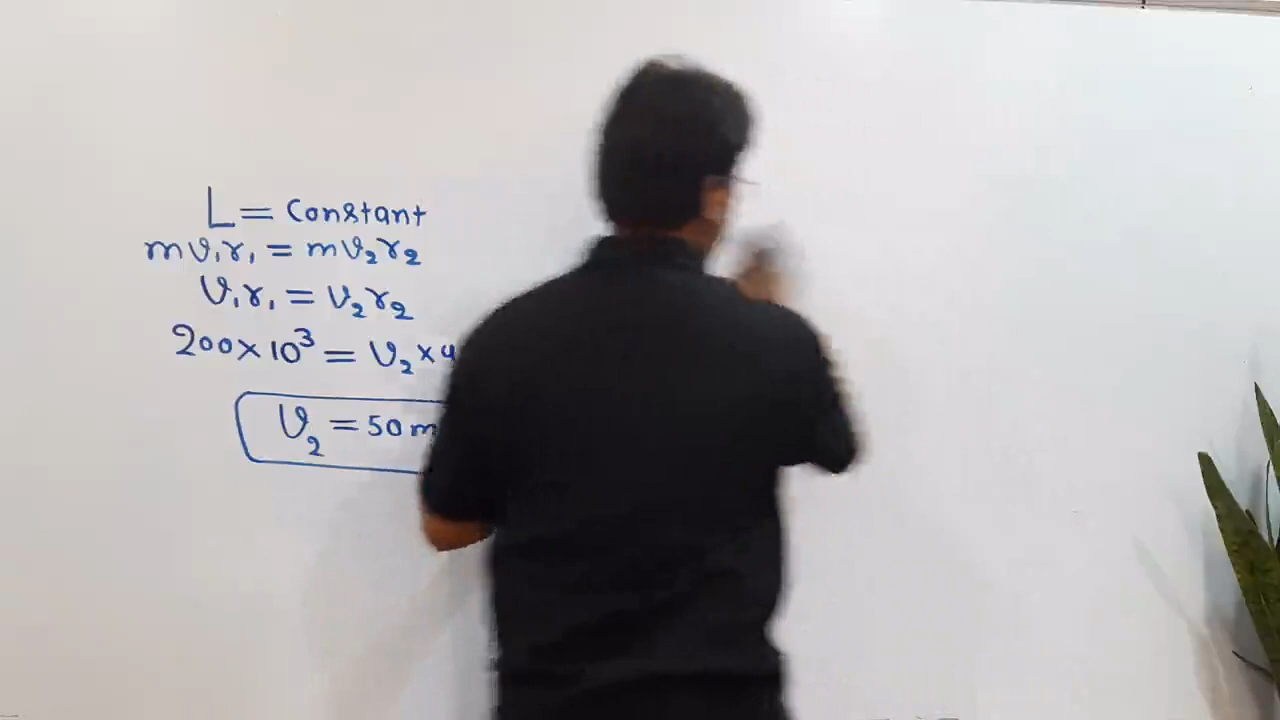 L = Constant
mv₁r₁ = mv₂r₂
v₁r₁ = v₂r₂
200×10³ = v₂×4
v₂ = 50 m